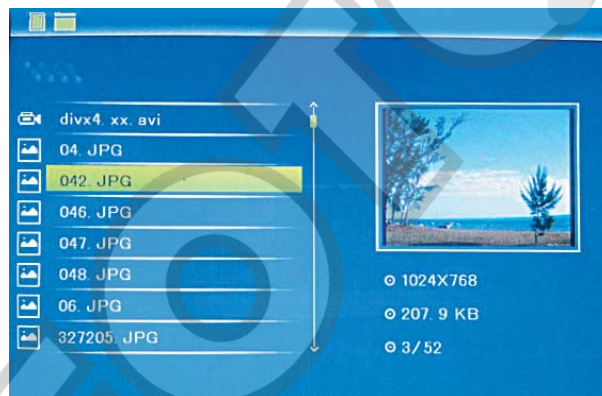 divx4. xx. avi
04. JPG
042. JPG
046. JPG
047. JPG
048. JPG
06. JPG
327205. JPG
1024X768
207. 9 KB
3/52